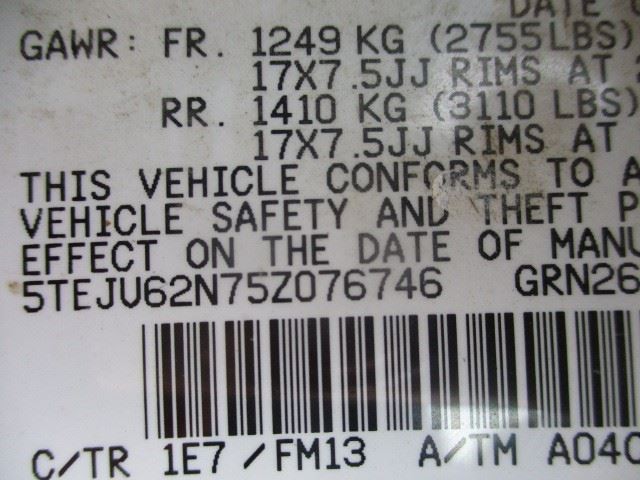 DATE
GAWR: FR. 1249 KG (2755LBS)
17X7.5JJ RIMS AT
RR. 1410 KG (3110 LBS)
17X7.5JJ RIMS AT
THIS VEHICLE CONFORMS TO A
VEHICLE SAFETY AND THEFT P
EFFECT ON THE DATE OF MANU
5TEJU62N75Z076746 GRN26
C/TR 1E7 /FM13 A/TM A040